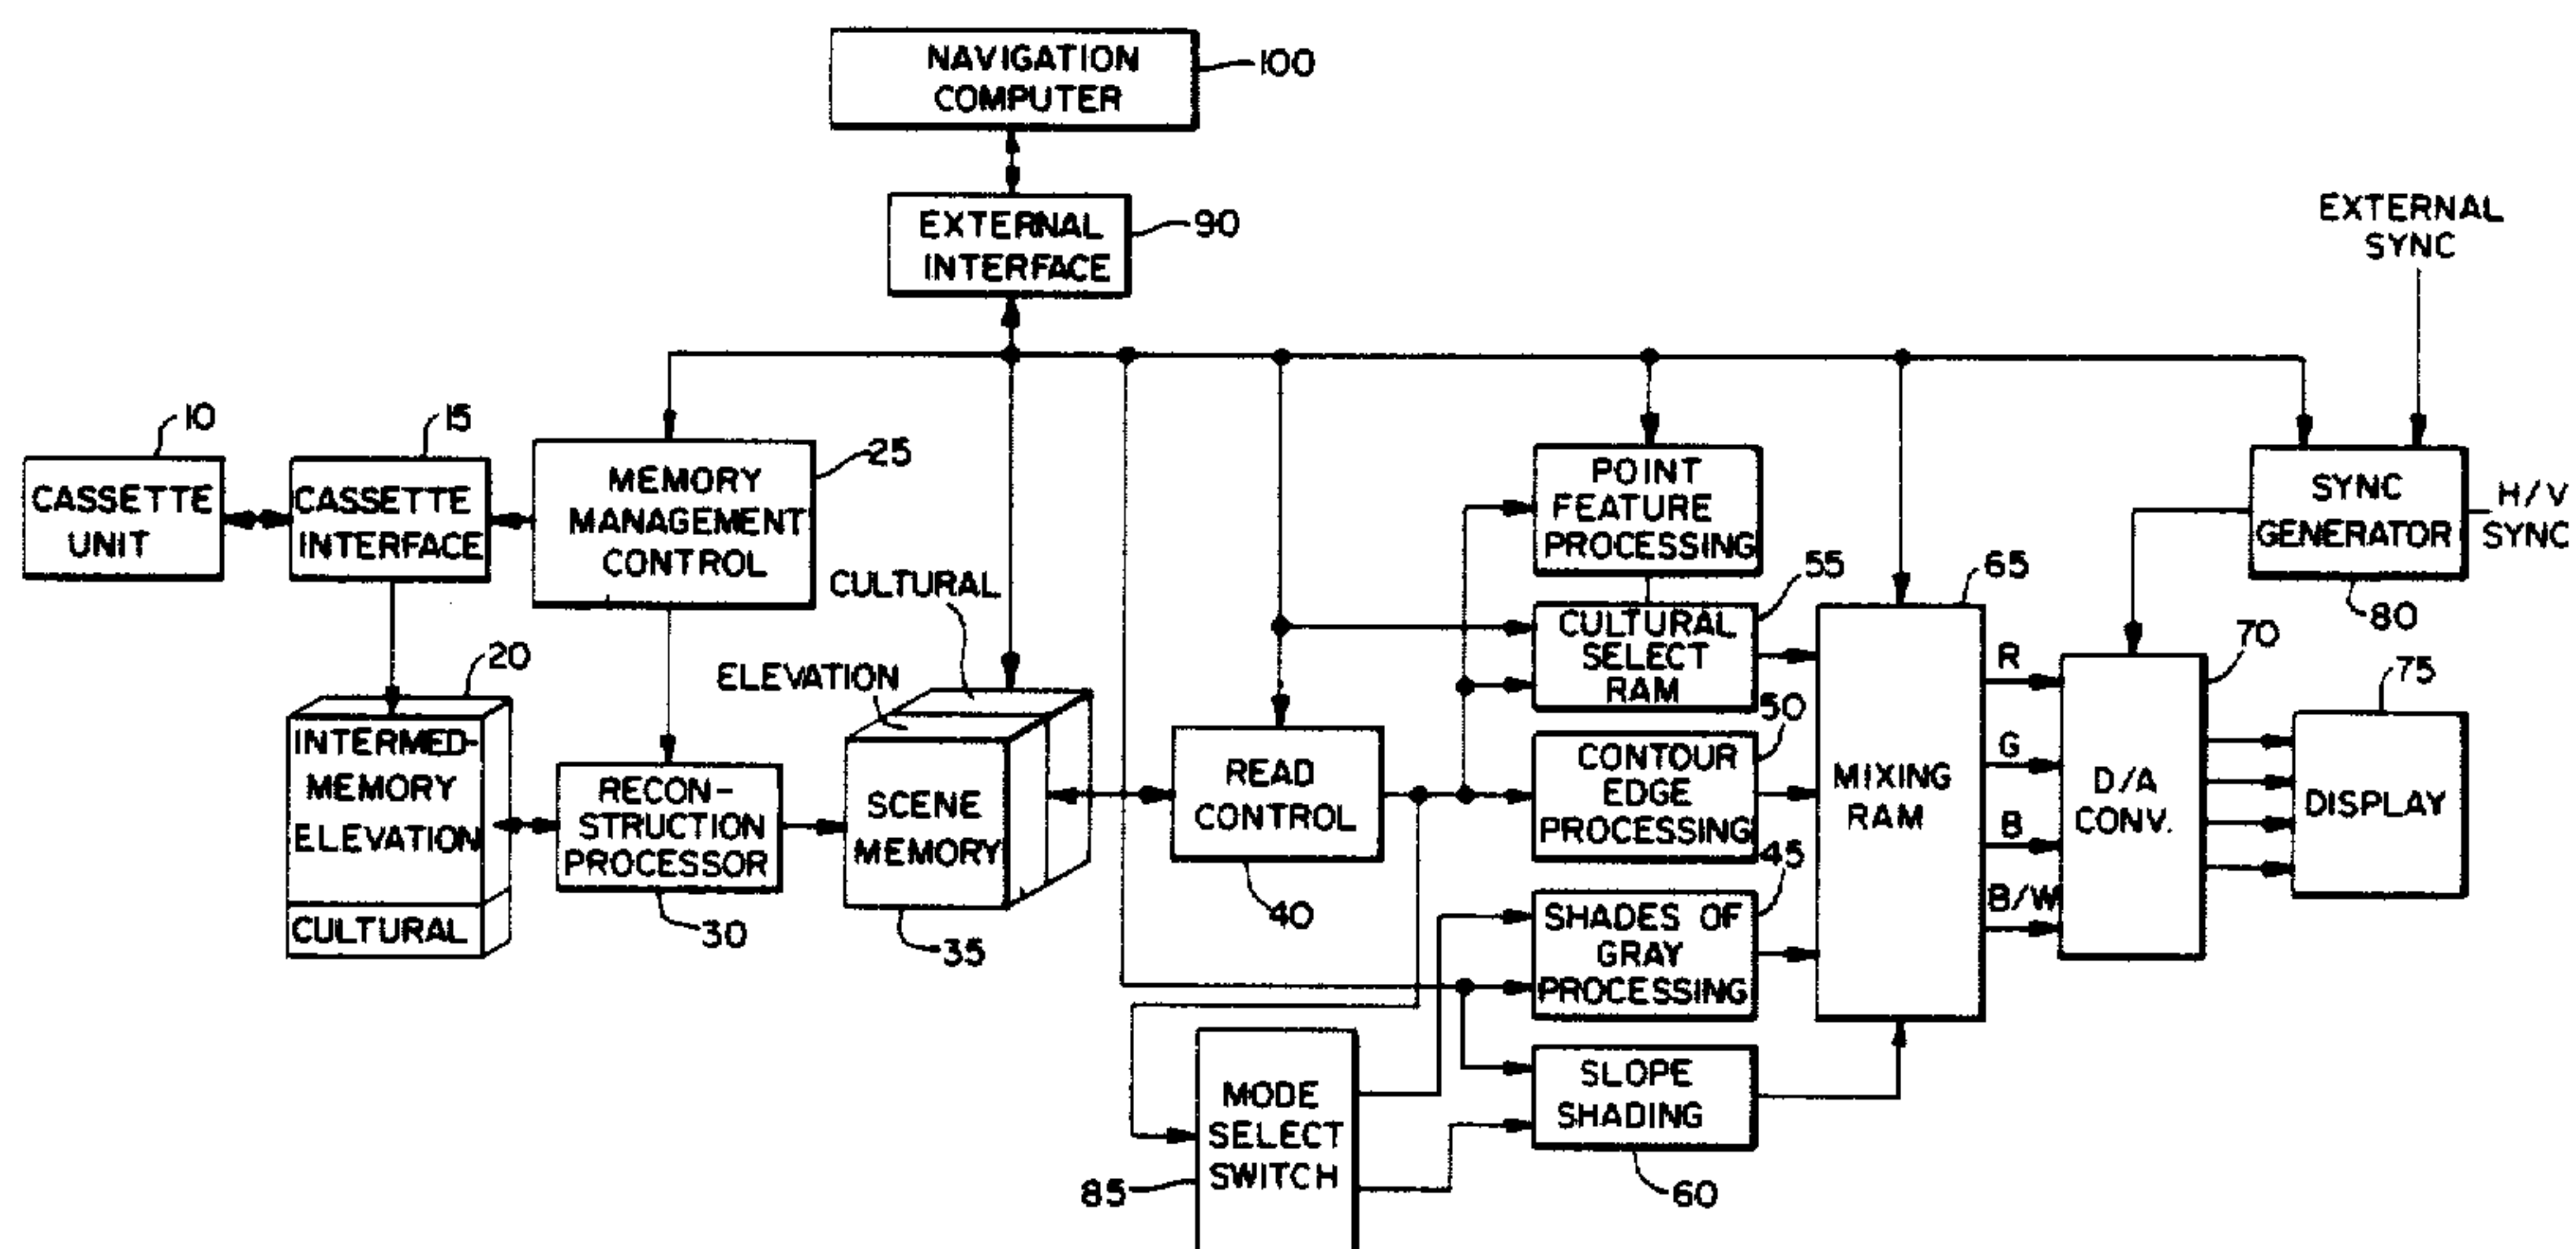 NAVIGATION
COMPUTER
100
EXTERNAL
INTERFACE
90
EXTERNAL
SYNC
10
CASSETTE
UNIT
15
CASSETTE
INTERFACE
25
MEMORY
MANAGEMENT
CONTROL
POINT
FEATURE
PROCESSING
SYNC
GENERATOR
80
H/V
SYNC
20
INTERMED-
MEMORY
ELEVATION
CULTURAL
RECON-
STRUCTION
PROCESSOR
30
CULTURAL
ELEVATION
SCENE
MEMORY
35
READ
CONTROL
40
55
CULTURAL
SELECT
RAM
50
CONTOUR
EDGE
PROCESSING
45
SHADES OF
GRAY
PROCESSING
SLOPE
SHADING
60
MODE
SELECT
SWITCH
85
65
MIXING
RAM
R
G
B
B/W
70
D/A
CONV.
75
DISPLAY